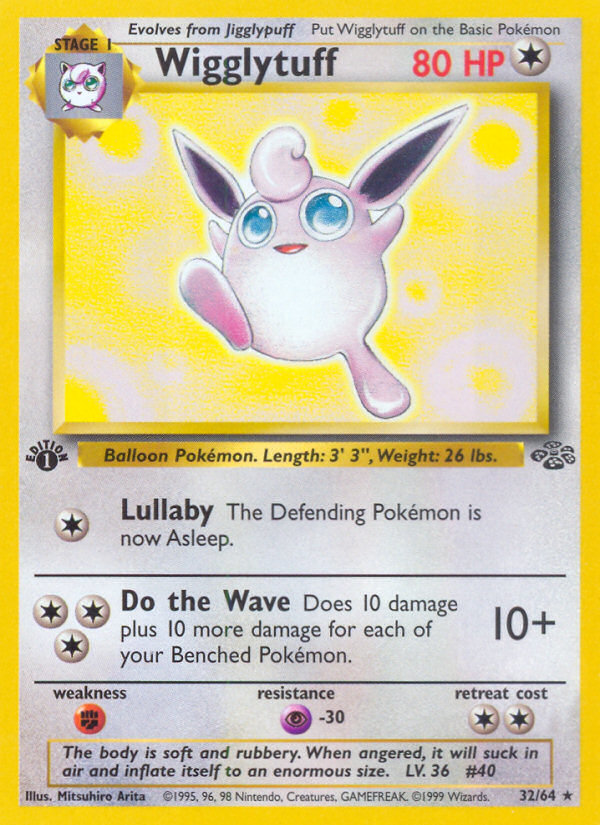 Evolves from Jigglypuff Put Wigglytuff on the Basic Pokémon
STAGE 1
Wigglytuff 80 HP
EDITION
1
Balloon Pokémon. Length: 3' 3", Weight: 26 lbs.
Lullaby The Defending Pokémon is
now Asleep.
Do the Wave Does 10 damage
plus 10 more damage for each of
your Benched Pokémon.
10+
weakness resistance retreat cost
-30
The body is soft and rubbery. When angered, it will suck in
air and inflate itself to an enormous size. LV. 36 #40
Illus. Mitsuhiro Arita ©1995, 96, 98 Nintendo, Creatures, GAMEFREAK. ©1999 Wizards. 32/64 ★